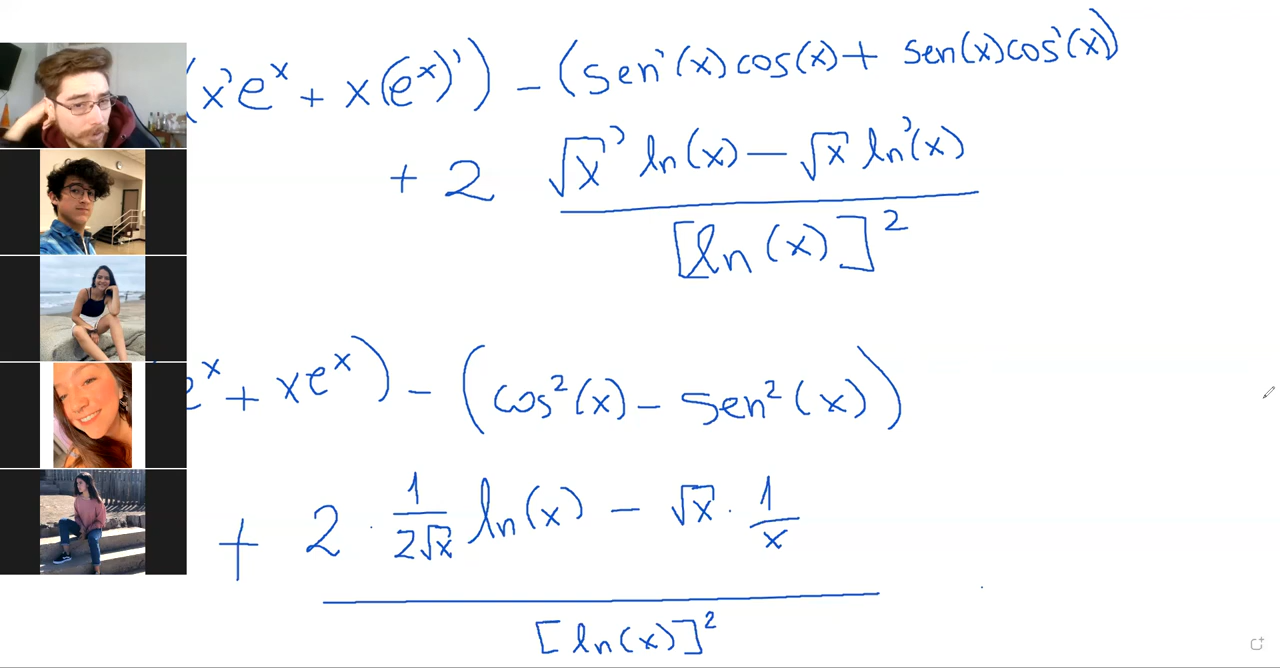 (x'eˣ + x(eˣ)') − (sen'(x)cos(x) + sen(x)cos'(x))
+ 2 (√x' ln(x) − √x ln'(x)) / [ln(x)]²
eˣ + xeˣ) − (cos²(x) − sen²(x))
+ 2 · 1/(2√x) ln(x) − √x · 1/x
[ln(x)]²